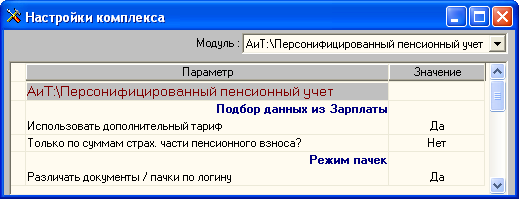 Настройки комплекса
Модуль : АиТ:\Персонифицированный пенсионный учет
Параметр Значение
АиТ:\Персонифицированный пенсионный учет
Подбор данных из Зарплаты
Использовать дополнительный тариф Да
Только по суммам страх. части пенсионного взноса? Нет
Режим пачек
Различать документы / пачки по логину Да